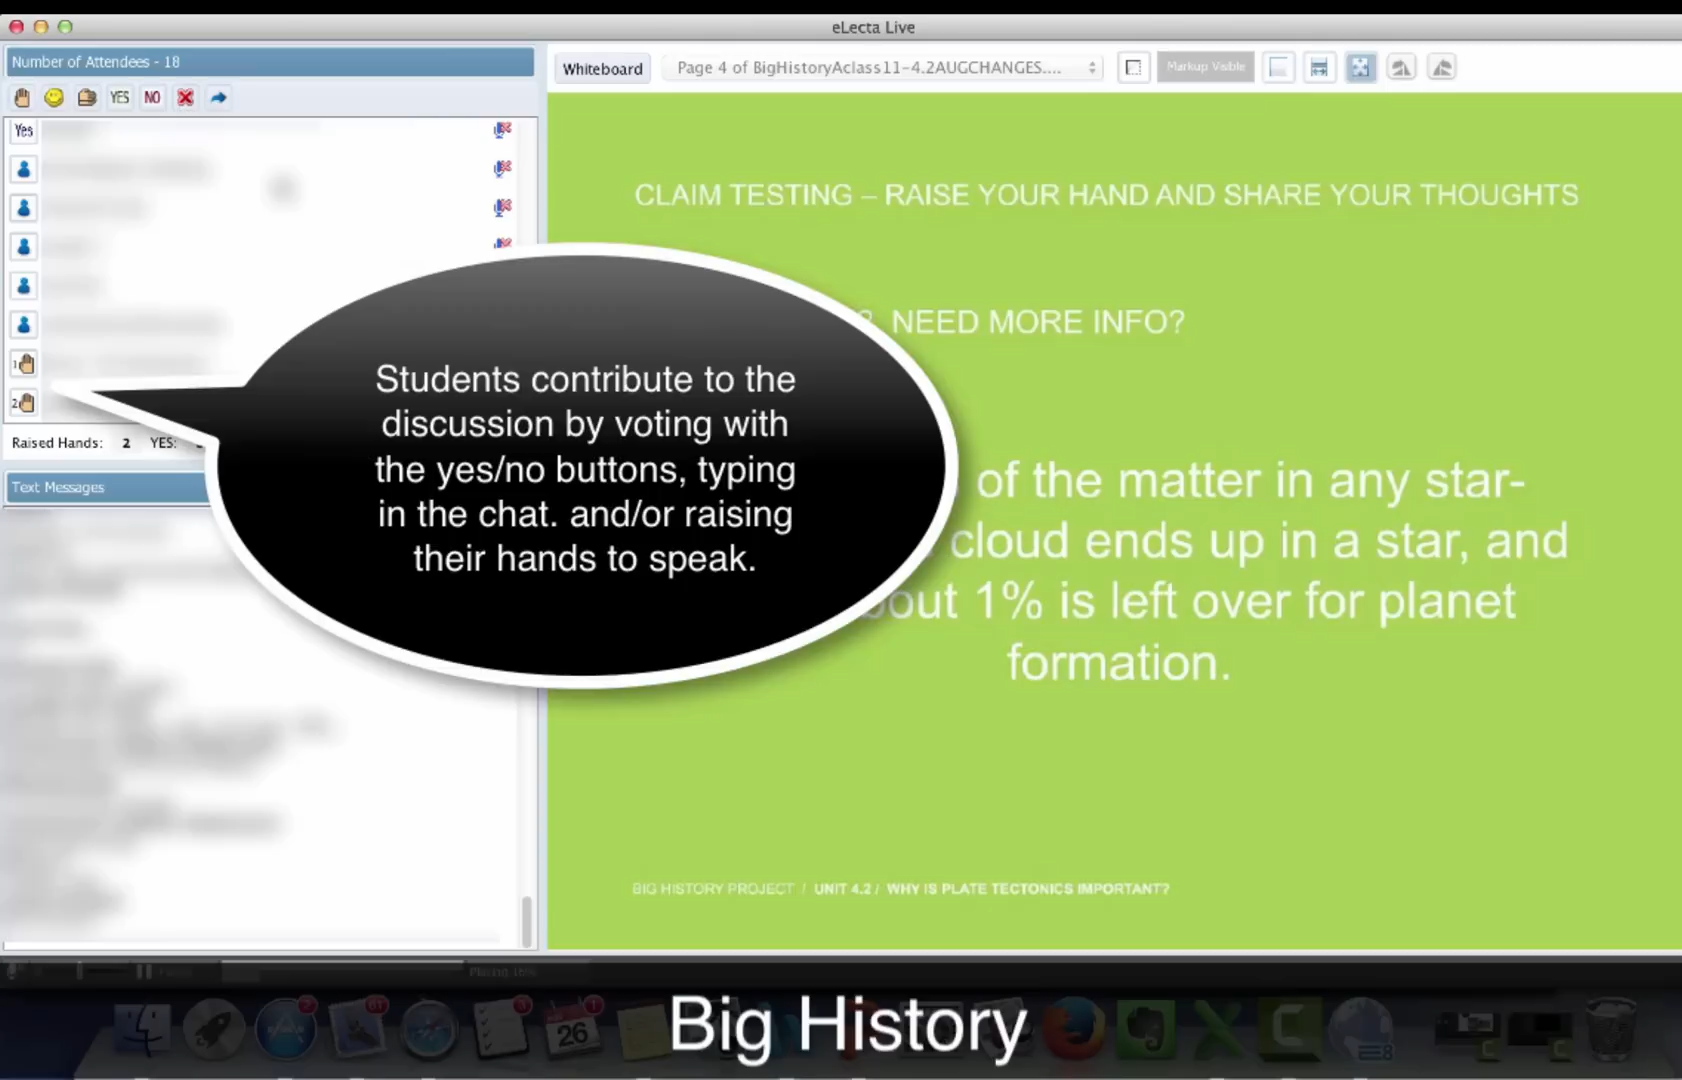 eLecta Live
Number of Attendees - 18
YES NO
Yes
1
2
Raised Hands: 2 YES:
Text Messages
Whiteboard
Page 4 of BigHistoryAclass11-4.2AUGCHANGES....
Markup Visible
CLAIM TESTING – RAISE YOUR HAND AND SHARE YOUR THOUGHTS
NEED MORE INFO?
of the matter in any star-
cloud ends up in a star, and
1% is left over for planet
formation.
Students contribute to the
discussion by voting with
the yes/no buttons, typing
in the chat. and/or raising
their hands to speak.
BIG HISTORY PROJECT / UNIT 4.2 / WHY IS PLATE TECTONICS IMPORTANT?
Playing 16%
26
Big History